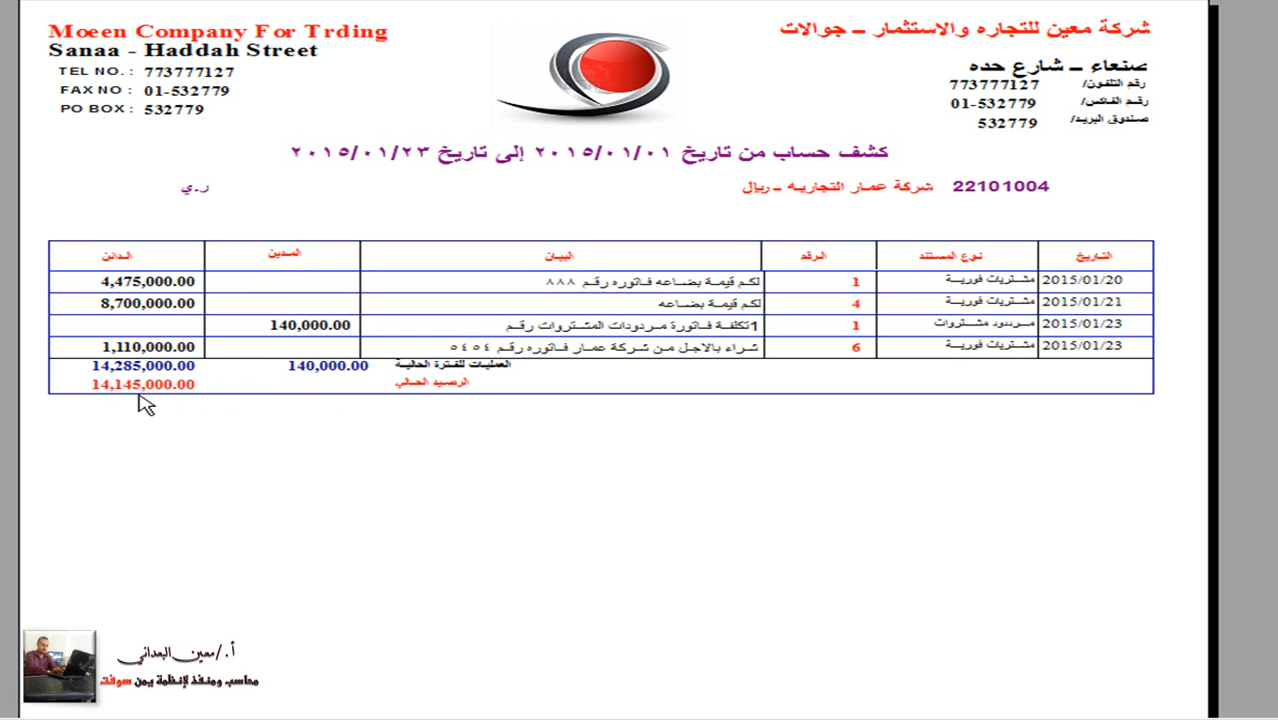 Moeen Company For Trding
Sanaa - Haddah Street
TEL NO. : 773777127
FAX NO : 01-532779
PO BOX : 532779
شركة معين للتجاره والاستثمار - جوالات
صنعاء - شارع حده
رقم التلفون/ 773777127
رقم الفاكس/ 01-532779
صندوق البريد/ 532779
كشف حساب من تاريخ ٢٠١٥/٠١/٠١ إلى تاريخ ٢٠١٥/٠١/٢٣
22101004 شركة عمار التجاريه - ريال ر.ي
التاريخ نوع المستند الرقم البيان المدين الدائن
2015/01/20 مشتريات فورية 1 لكم قيمة بضاعه فاتوره رقم ٨٨٨ 4,475,000.00
2015/01/21 مشتريات فورية 4 لكم قيمة بضاعه 8,700,000.00
2015/01/23 مردود مشتروات 1 1تكلفة فاتورة مردودات المشتروات رقم 140,000.00
2015/01/23 مشتريات فورية 6 شراء بالاجل من شركة عمار فاتوره رقم ٥٤٥٤ 1,110,000.00
العمليات للفترة الحالية 140,000.00 14,285,000.00
الرصيد الحالي 14,145,000.00
أ./معين البعداني
محاسب ومنفذ لإنظمة يمن سوفت